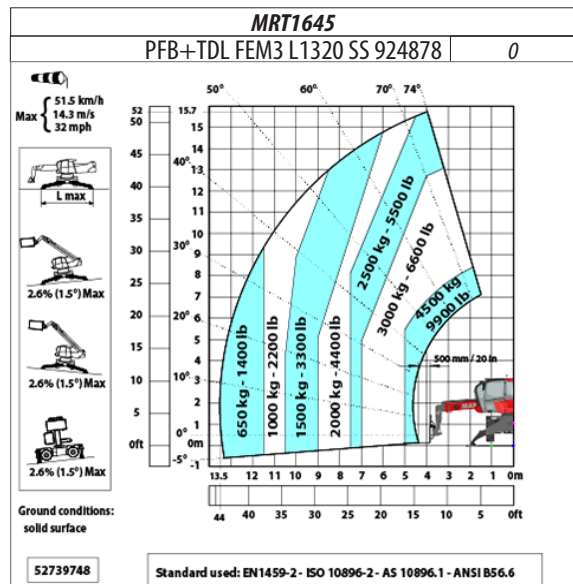 MRT1645
PFB+TDL FEM3 L1320 SS 924878 0
Max { 51.5 km/h
14.3 m/s
32 mph
L max
2.6% (1.5°) Max
2.6% (1.5°) Max
2.6% (1.5°) Max
Ground conditions:
solid surface
52739748
50° 60° 70° 74°
40°
30°
20°
10°
0°
-5°
52
50
45
40
35
30
25
20
15
10
5
0ft
15.7
15
14
13
12
11
10
9
8
7
6
5
4
3
2
1
0m
-1
650 kg - 1400 lb
1000 kg - 2200 lb
1500 kg - 3300 lb
2000 kg - 4400 lb
2500 kg - 5500 lb
3000 kg - 6600 lb
4500 kg
9900 lb
500 mm / 20 in
13.5 12 11 10 9 8 7 6 5 4 3 2 1 0m
44 40 35 30 25 20 15 10 5 0ft
Standard used: EN1459-2 - ISO 10896-2 - AS 10896.1 - ANSI B56.6